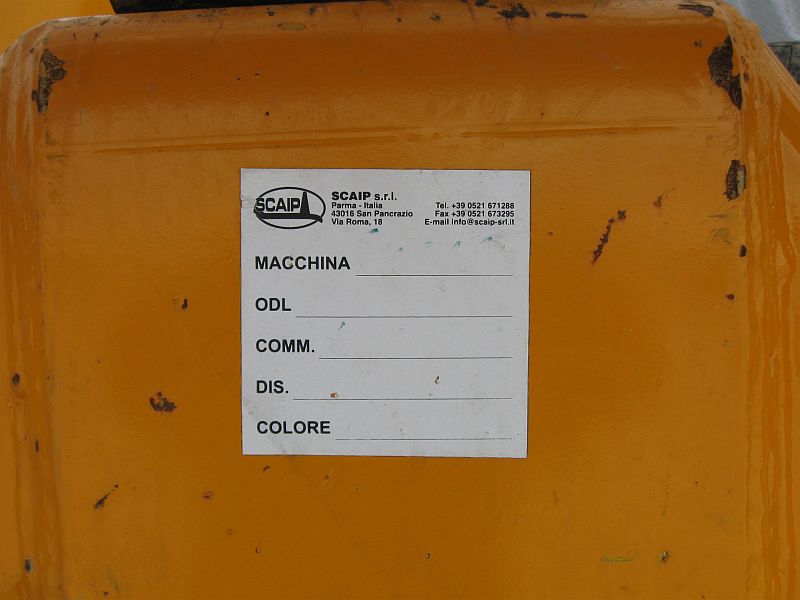 SCAIP
SCAIP s.r.l.
Parma - Italia
43016 San Pancrazio
Via Roma, 18
Tel. +39 0521 671288
Fax +39 0521 673295
E-mail info@scaip-srl.it
MACCHINA
ODL
COMM.
DIS.
COLORE